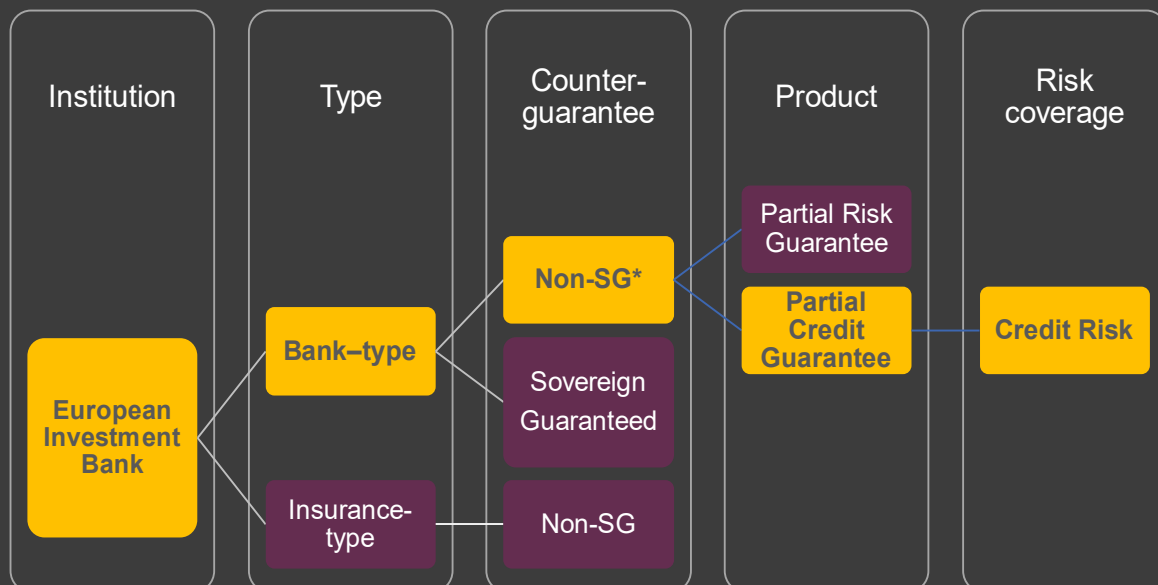 Institution
Type
Counter-
guarantee
Product
Risk
coverage
European
Investment
Bank
Bank–type
Insurance-
type
Non-SG*
Sovereign
Guaranteed
Non-SG
Partial Risk
Guarantee
Partial
Credit
Guarantee
Credit Risk